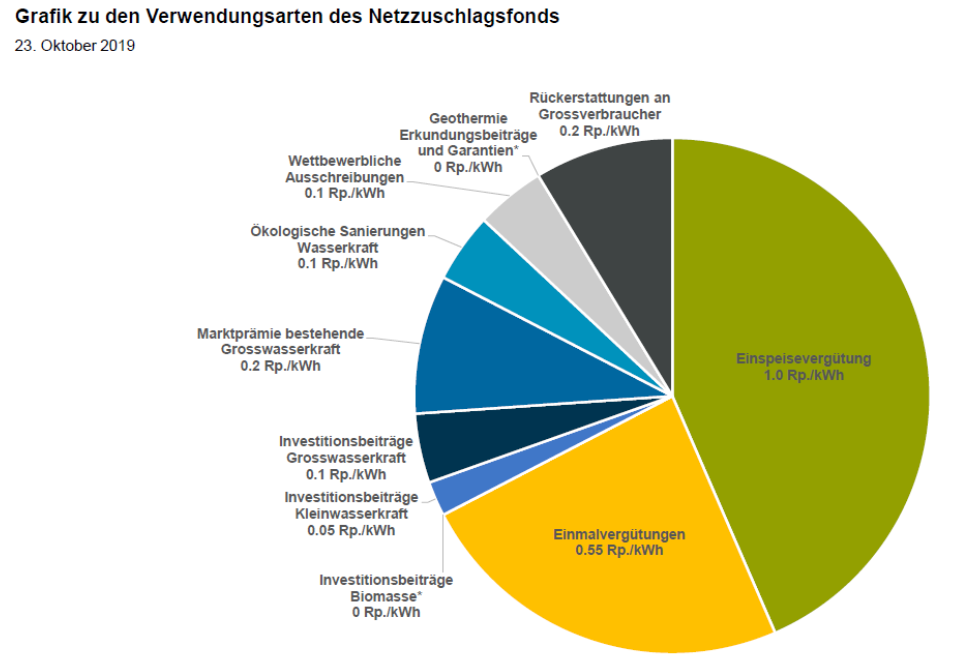 Grafik zu den Verwendungsarten des Netzzuschlagsfonds
23. Oktober 2019
Rückerstattungen an
Grossverbraucher
0.2 Rp./kWh
Geothermie
Erkundungsbeiträge
und Garantien*
0 Rp./kWh
Wettbewerbliche
Ausschreibungen
0.1 Rp./kWh
Ökologische Sanierungen
Wasserkraft
0.1 Rp./kWh
Marktprämie bestehende
Grosswasserkraft
0.2 Rp./kWh
Einspeisevergütung
1.0 Rp./kWh
Investitionsbeiträge
Grosswasserkraft
0.1 Rp./kWh
Investitionsbeiträge
Kleinwasserkraft
0.05 Rp./kWh
Einmalvergütungen
0.55 Rp./kWh
Investitionsbeiträge
Biomasse*
0 Rp./kWh